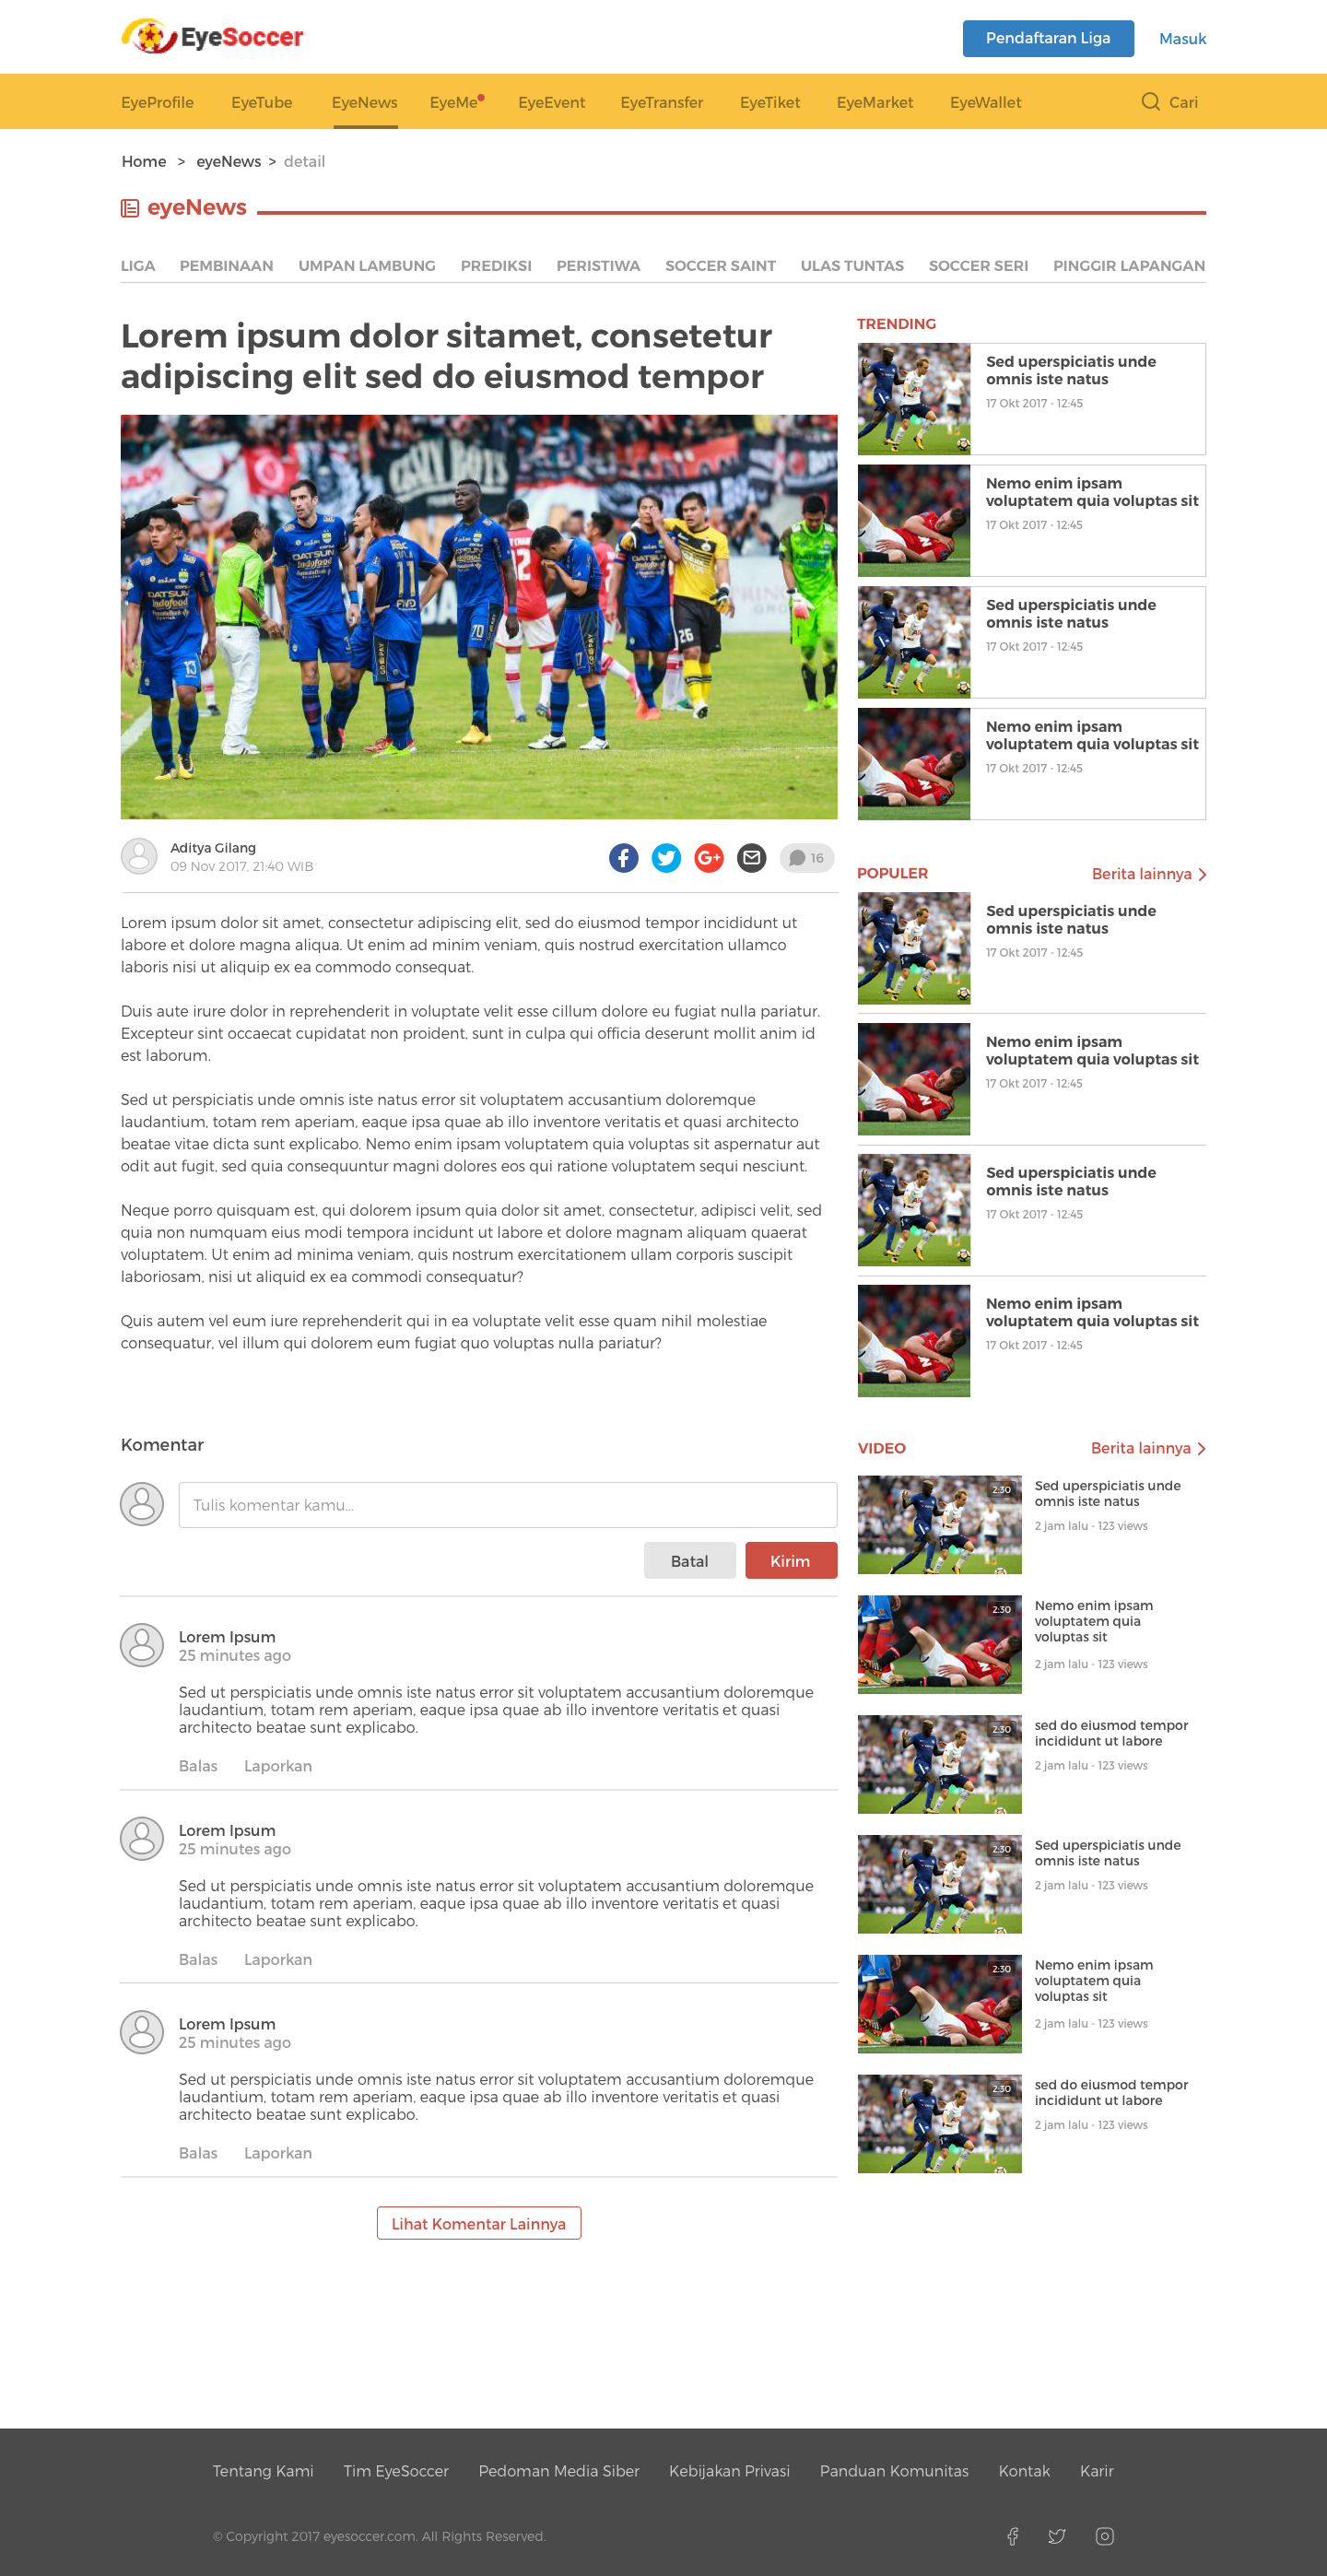 EyeSoccer
Pendaftaran Liga
Masuk
EyeProfile
EyeTube
EyeNews
EyeMe
EyeEvent
EyeTransfer
EyeTiket
EyeMarket
EyeWallet
Cari
Home > eyeNews > detail
eyeNews
LIGA
PEMBINAAN
UMPAN LAMBUNG
PREDIKSI
PERISTIWA
SOCCER SAINT
ULAS TUNTAS
SOCCER SERI
PINGGIR LAPANGAN
Lorem ipsum dolor sitamet, consetetur
adipiscing elit sed do eiusmod tempor
DATSUN
Indofood
13
DATSUN
Indofood
11
70
17
DATSUN
26
Aditya Gilang
09 Nov 2017, 21:40 WIB
16
Lorem ipsum dolor sit amet, consectetur adipiscing elit, sed do eiusmod tempor incididunt ut
labore et dolore magna aliqua. Ut enim ad minim veniam, quis nostrud exercitation ullamco
laboris nisi ut aliquip ex ea commodo consequat.
Duis aute irure dolor in reprehenderit in voluptate velit esse cillum dolore eu fugiat nulla pariatur.
Excepteur sint occaecat cupidatat non proident, sunt in culpa qui officia deserunt mollit anim id
est laborum.
Sed ut perspiciatis unde omnis iste natus error sit voluptatem accusantium doloremque
laudantium, totam rem aperiam, eaque ipsa quae ab illo inventore veritatis et quasi architecto
beatae vitae dicta sunt explicabo. Nemo enim ipsam voluptatem quia voluptas sit aspernatur aut
odit aut fugit, sed quia consequuntur magni dolores eos qui ratione voluptatem sequi nesciunt.
Neque porro quisquam est, qui dolorem ipsum quia dolor sit amet, consectetur, adipisci velit, sed
quia non numquam eius modi tempora incidunt ut labore et dolore magnam aliquam quaerat
voluptatem. Ut enim ad minima veniam, quis nostrum exercitationem ullam corporis suscipit
laboriosam, nisi ut aliquid ex ea commodi consequatur?
Quis autem vel eum iure reprehenderit qui in ea voluptate velit esse quam nihil molestiae
consequatur, vel illum qui dolorem eum fugiat quo voluptas nulla pariatur?
Komentar
Tulis komentar kamu...
Batal
Kirim
Lorem Ipsum
25 minutes ago
Sed ut perspiciatis unde omnis iste natus error sit voluptatem accusantium doloremque
laudantium, totam rem aperiam, eaque ipsa quae ab illo inventore veritatis et quasi
architecto beatae sunt explicabo.
Balas
Laporkan
Lorem Ipsum
25 minutes ago
Sed ut perspiciatis unde omnis iste natus error sit voluptatem accusantium doloremque
laudantium, totam rem aperiam, eaque ipsa quae ab illo inventore veritatis et quasi
architecto beatae sunt explicabo.
Balas
Laporkan
Lorem Ipsum
25 minutes ago
Sed ut perspiciatis unde omnis iste natus error sit voluptatem accusantium doloremque
laudantium, totam rem aperiam, eaque ipsa quae ab illo inventore veritatis et quasi
architecto beatae sunt explicabo.
Balas
Laporkan
Lihat Komentar Lainnya
TRENDING
Sed uperspiciatis unde
omnis iste natus
17 Okt 2017 - 12:45
Nemo enim ipsam
voluptatem quia voluptas sit
17 Okt 2017 - 12:45
Sed uperspiciatis unde
omnis iste natus
17 Okt 2017 - 12:45
Nemo enim ipsam
voluptatem quia voluptas sit
17 Okt 2017 - 12:45
POPULER
Berita lainnya
Sed uperspiciatis unde
omnis iste natus
17 Okt 2017 - 12:45
Nemo enim ipsam
voluptatem quia voluptas sit
17 Okt 2017 - 12:45
Sed uperspiciatis unde
omnis iste natus
17 Okt 2017 - 12:45
Nemo enim ipsam
voluptatem quia voluptas sit
17 Okt 2017 - 12:45
VIDEO
Berita lainnya
2:30
Sed uperspiciatis unde
omnis iste natus
2 jam lalu - 123 views
2:30
Nemo enim ipsam
voluptatem quia
voluptas sit
2 jam lalu - 123 views
2:30
sed do eiusmod tempor
incididunt ut labore
2 jam lalu - 123 views
2:30
Sed uperspiciatis unde
omnis iste natus
2 jam lalu - 123 views
2:30
Nemo enim ipsam
voluptatem quia
voluptas sit
2 jam lalu - 123 views
2:30
sed do eiusmod tempor
incididunt ut labore
2 jam lalu - 123 views
Tentang Kami
Tim EyeSoccer
Pedoman Media Siber
Kebijakan Privasi
Panduan Komunitas
Kontak
Karir
© Copyright 2017 eyesoccer.com. All Rights Reserved.